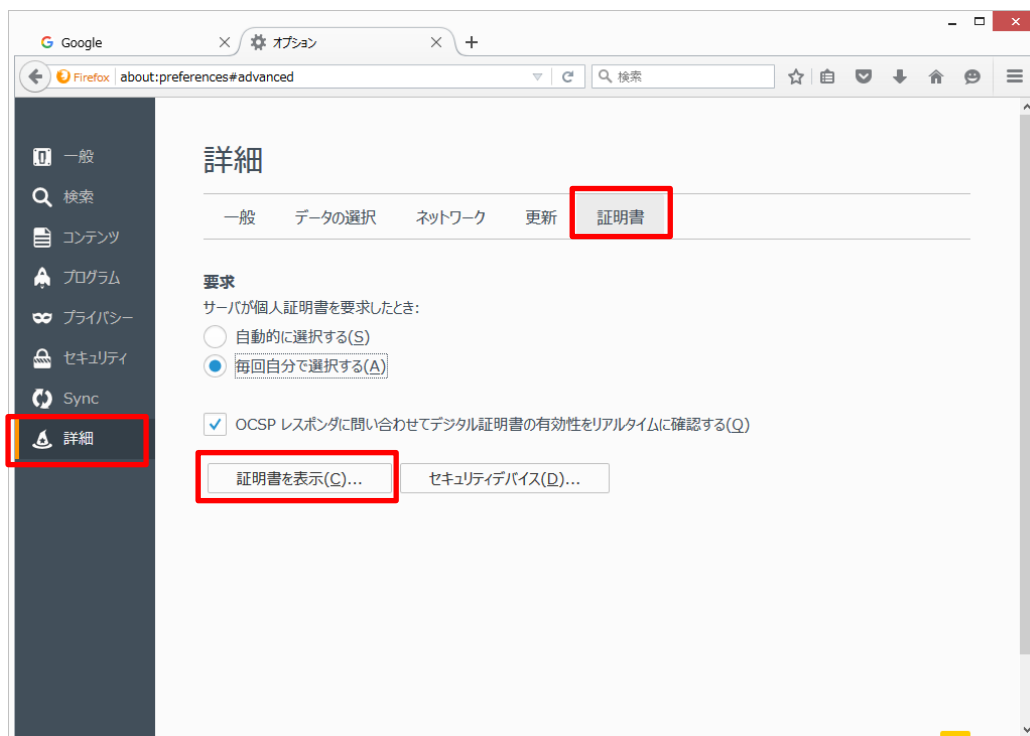 Google
オプション
Firefox about:preferences#advanced
検索
一般
検索
コンテンツ
プログラム
プライバシー
セキュリティ
Sync
詳細
詳細
一般 データの選択 ネットワーク 更新 証明書
要求
サーバが個人証明書を要求したとき:
自動的に選択する(S)
毎回自分で選択する(A)
OCSP レスポンダに問い合わせてデジタル証明書の有効性をリアルタイムに確認する(Q)
証明書を表示(C)... セキュリティデバイス(D)...